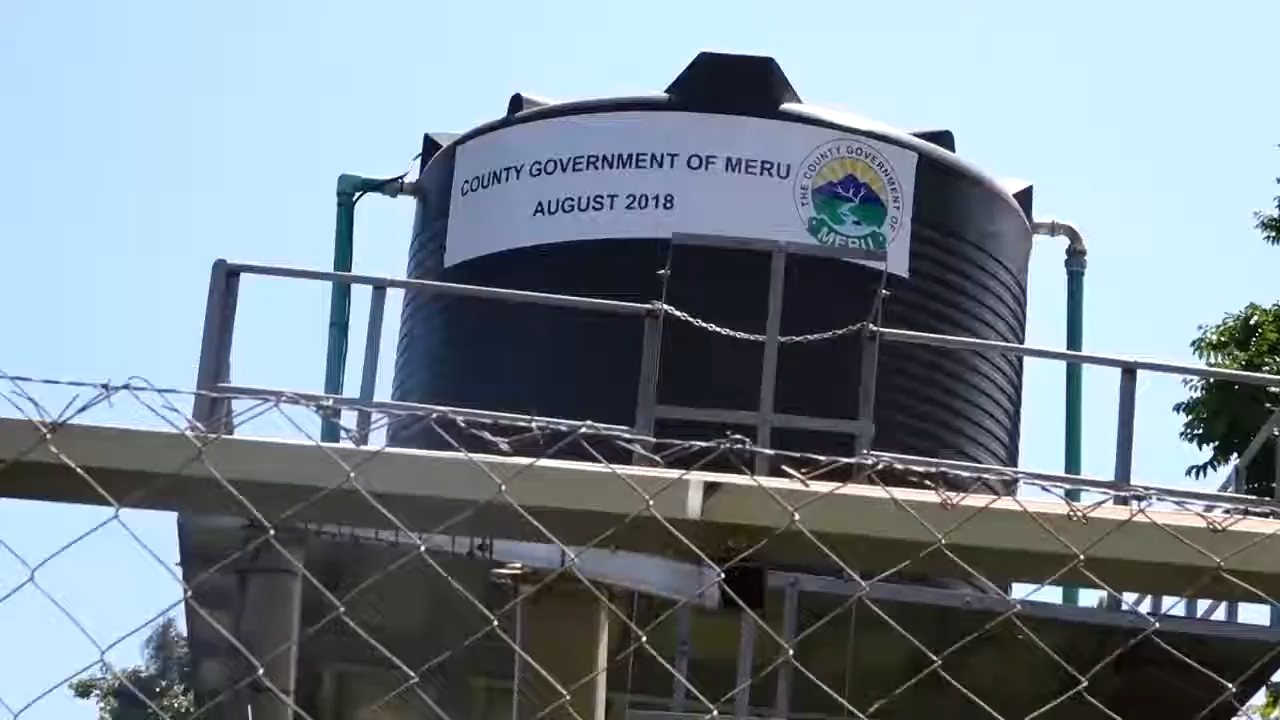 COUNTY GOVERNMENT OF MERU
AUGUST 2018
THE COUNTY GOVERNMENT OF
MERU